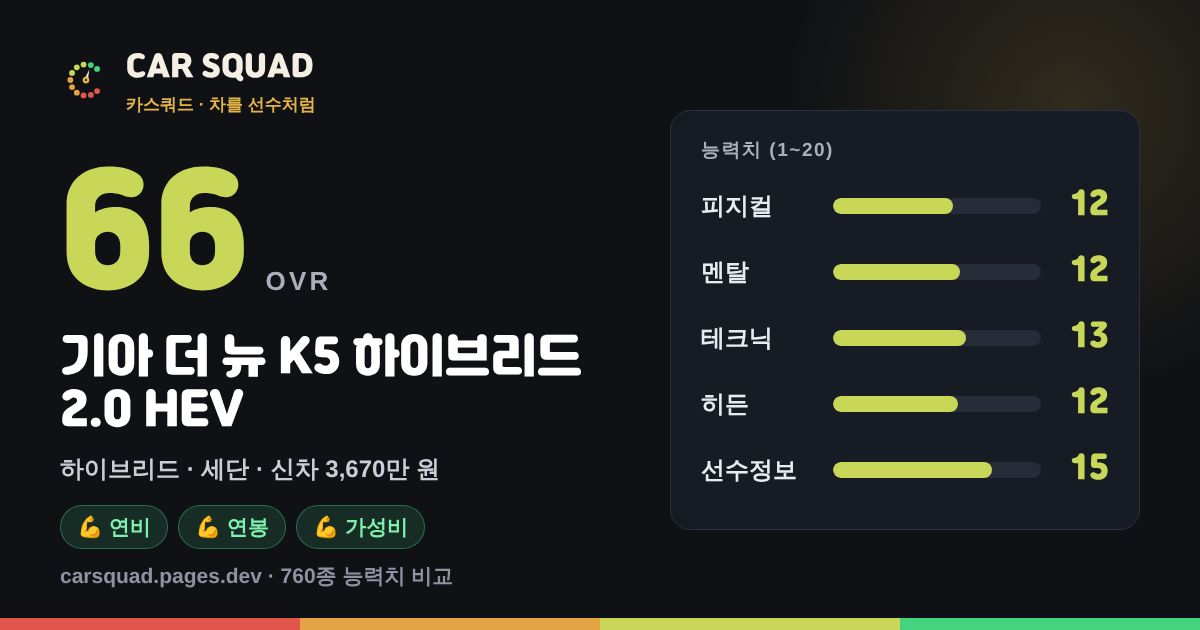 CAR SQUAD
카스쿼드 · 차를 선수처럼
66 OVR
기아 더 뉴 K5 하이브리드
2.0 HEV
하이브리드 · 세단 · 신차 3,670만 원
💪 연비 💪 연봉 💪 가성비
carsquad.pages.dev · 760종 능력치 비교
능력치 (1~20)
피지컬 12
멘탈 12
테크닉 13
히든 12
선수정보 15